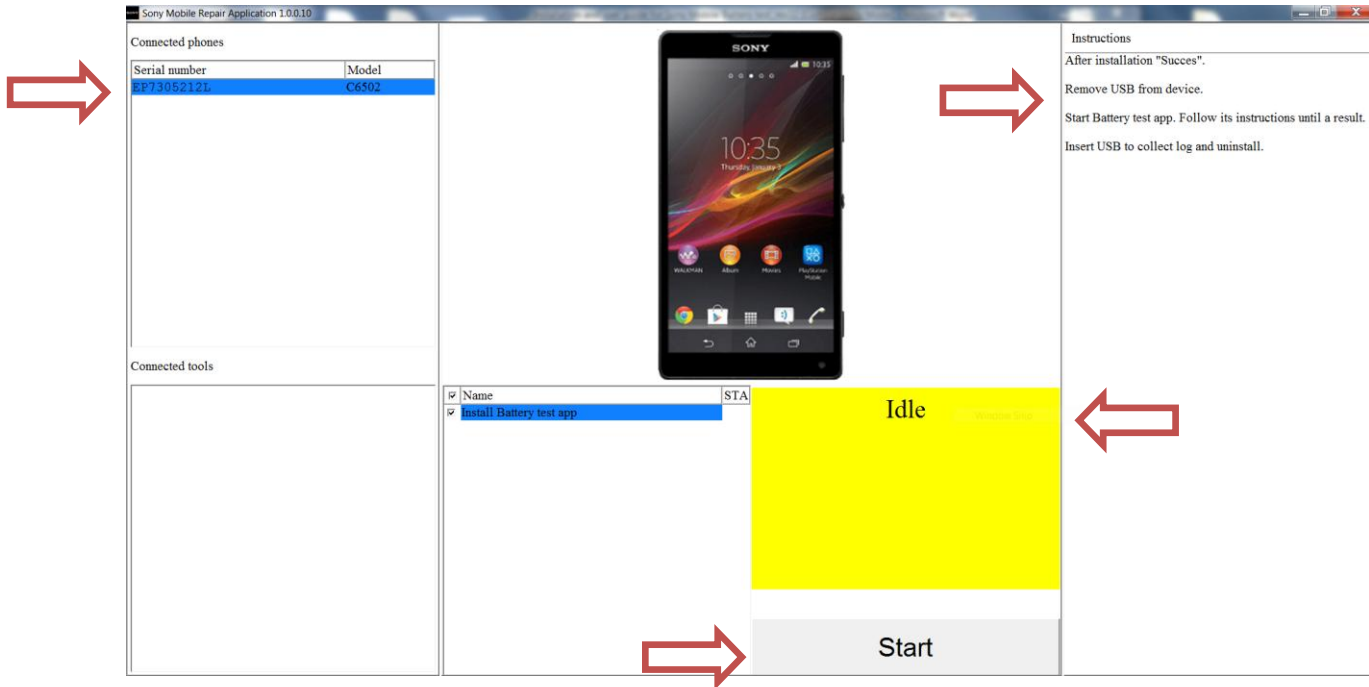 Sony Mobile Repair Application 1.0.0.10
Connected phones
Serial number Model
EP7305212L C6502
Connected tools
SONY
10:35
10:35
Thursday, January 3
WALKMAN Album Movies PlayStation
Mobile
Name STA
Install Battery test app
Idle
Window Snip
Start
Instructions
After installation "Succes".
Remove USB from device.
Start Battery test app. Follow its instructions until a result.
Insert USB to collect log and uninstall.